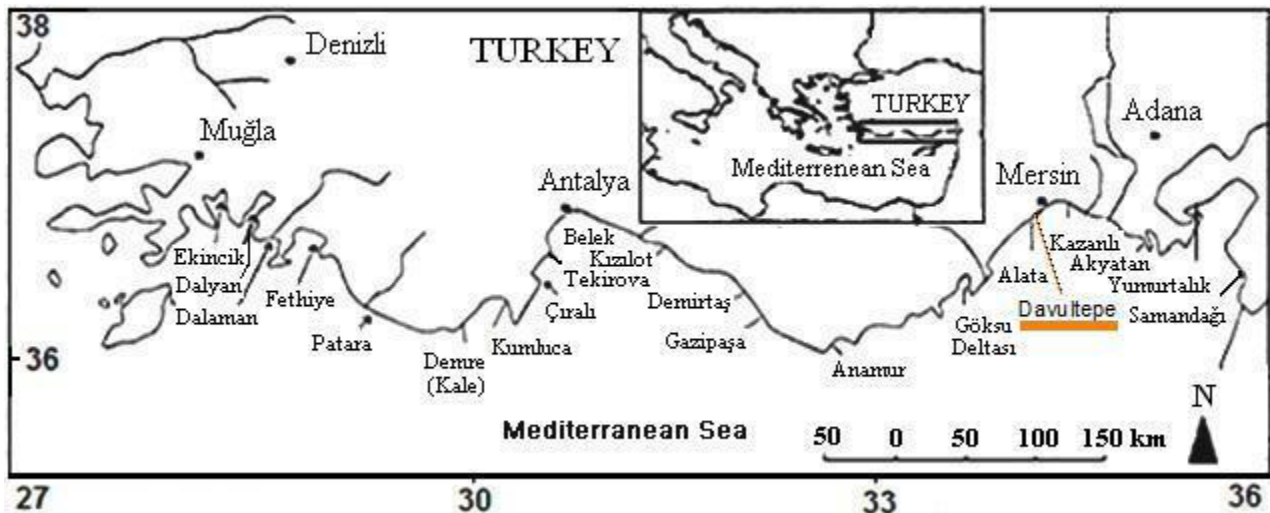 38
Denizli
TURKEY
TURKEY
Adana
Muğla
Mediterrenean Sea
Antalya
Mersin
Ekincik
Dalyan
Dalaman
Fethiye
Patara
Belek
Kızılot
Tekirova
Çıralı
Demirtaş
Gazipaşa
Demre
(Kale)
Kumluca
Anamur
Göksu
Deltası
Alata
Kazanlı
Akyatan
Yumurtalık
Samandağı
Davultepe
36
N
Mediterranean Sea
50 0 50 100 150 km
27 30 33 36